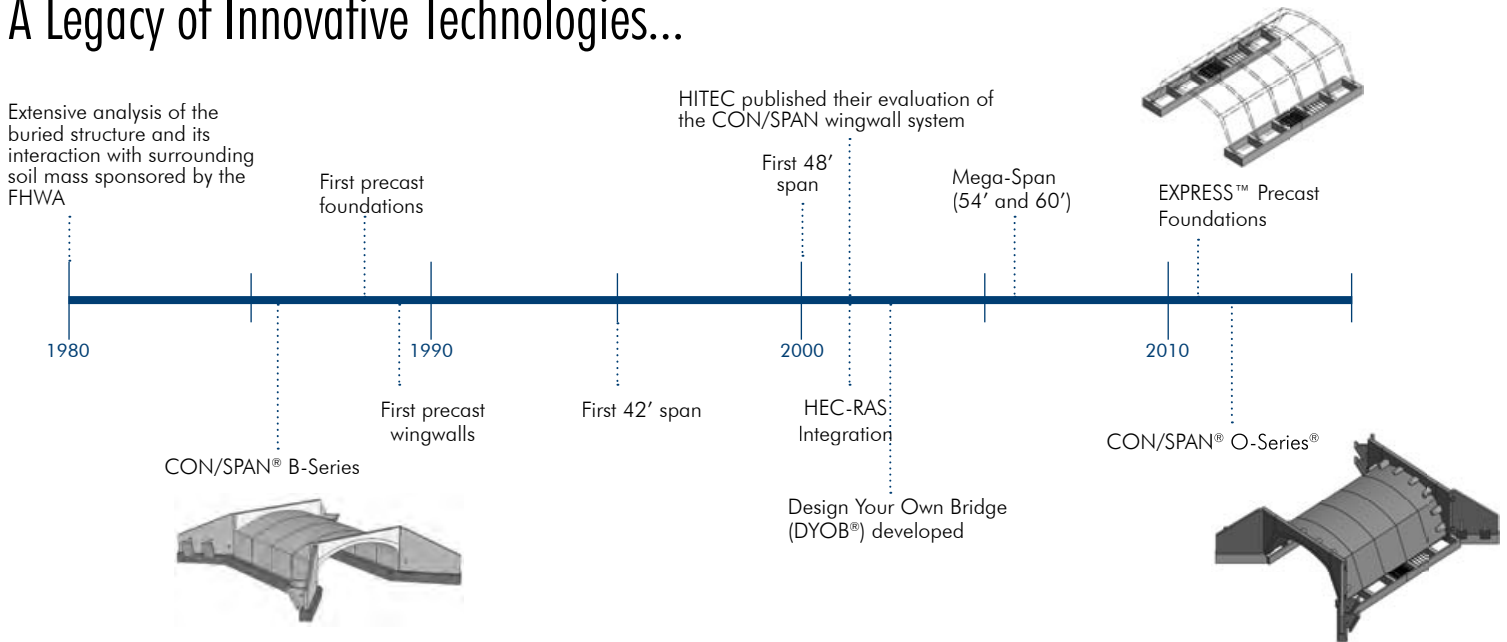 A Legacy of Innovative Technologies...
Extensive analysis of the
buried structure and its
interaction with surrounding
soil mass sponsored by the
FHWA
First precast
foundations
HITEC published their evaluation of
the CON/SPAN wingwall system
First 48’
span
Mega-Span
(54’ and 60’)
EXPRESS™ Precast
Foundations
1980
1990
2000
2010
CON/SPAN® B-Series
First precast
wingwalls
First 42’ span
HEC-RAS
Integration
Design Your Own Bridge
(DYOB®) developed
CON/SPAN® O-Series®